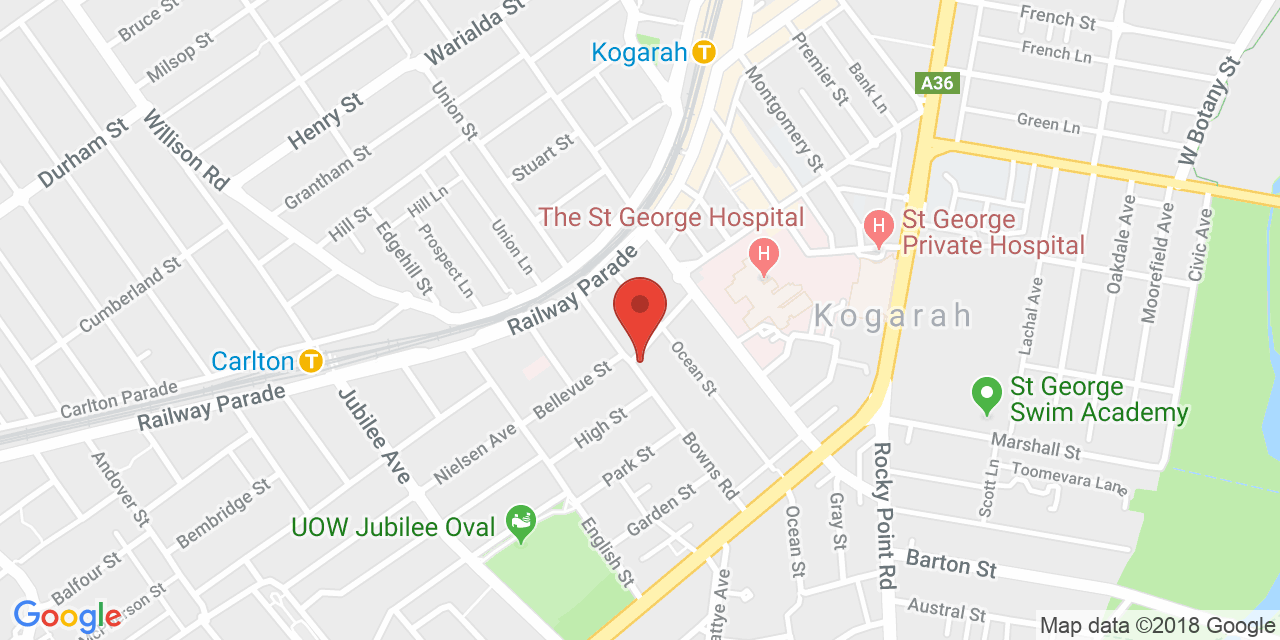 Bruce St
Warialda St
French St
Kogarah T
Premier St
French Ln
Milsop St
Bank Ln
W Botany St
A36
Montgomery St
Henry St
Union St
Green Ln
Durham St
Willison Rd
Stuart St
Grantham St
Hill Ln
Hill St
The St George Hospital
H
H
St George
Private Hospital
Oakdale Ave
Moorefield Ave
Civic Ave
Edgehill St
Prospect Ln
Union Ln
Railway Parade
Cumberland St
Kogarah
Lachal Ave
Carlton T
Ocean St
Carlton Parade
Railway Parade
Bellevue St
St George
Swim Academy
Jubilee Ave
High St
Nielsen Ave
Bowns Rd
Marshall St
Park St
Rocky Point Rd
Toomevara Lane
Scott Ln
Andover St
Bembridge St
Garden St
Gray St
Ocean St
UOW Jubilee Oval
English St
Barton St
Balfour St
attye Ave
Austral St
McPherson St
Google
Map data ©2018 Google